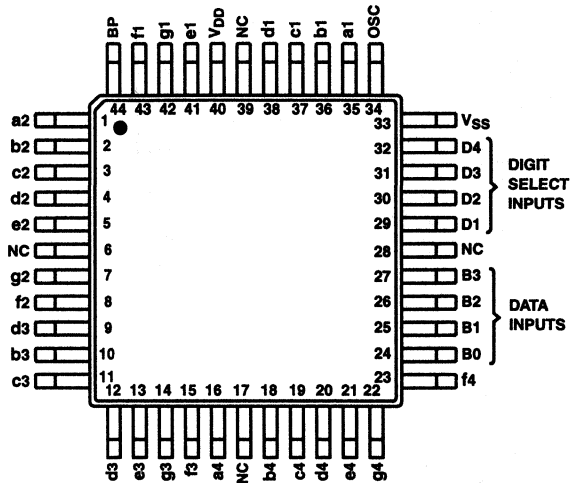 BP f1 g1 e1 VDD NC d1 c1 b1 a1 OSC
44 43 42 41 40 39 38 37 36 35 34
a2 1 33 VSS
b2 2 32 D4
c2 3 31 D3
d2 4 30 D2
e2 5 29 D1
DIGIT
SELECT
INPUTS
NC 6 28 NC
g2 7 27 B3
f2 8 26 B2
d3 9 25 B1
b3 10 24 B0
DATA
INPUTS
c3 11 23 f4
12 13 14 15 16 17 18 19 20 21 22
d3 e3 g3 f3 a4 NC b4 c4 d4 e4 g4